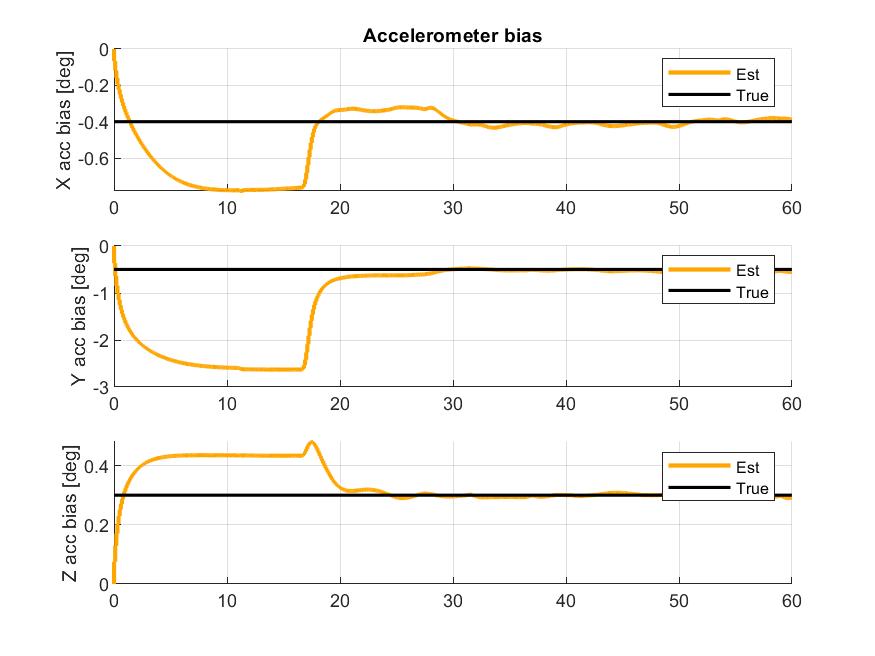 Accelerometer bias
X acc bias [deg]
0
-0.2
-0.4
-0.6
Est
True
0 10 20 30 40 50 60
Y acc bias [deg]
0
-1
-2
-3
Est
True
0 10 20 30 40 50 60
Z acc bias [deg]
0.4
0.2
0
Est
True
0 10 20 30 40 50 60